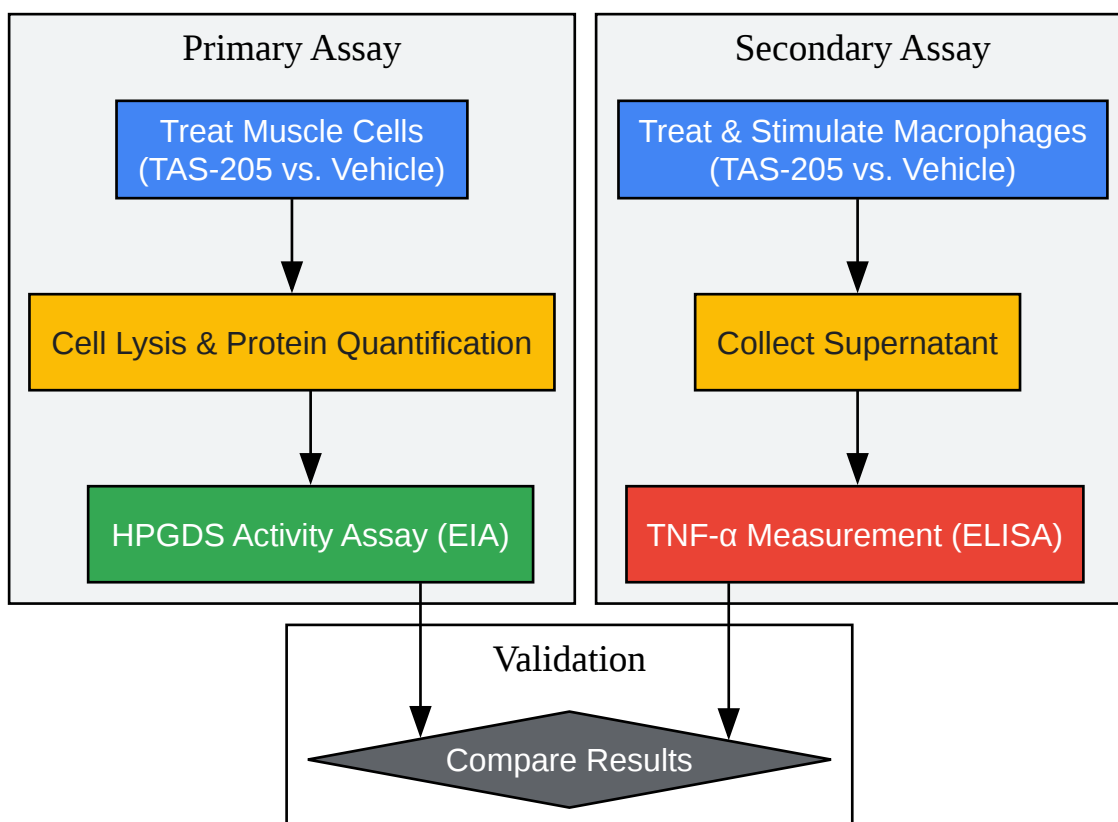 Primary Assay
Treat Muscle Cells
(TAS-205 vs. Vehicle)
Cell Lysis & Protein Quantification
HPGDS Activity Assay (EIA)
Secondary Assay
Treat & Stimulate Macrophages
(TAS-205 vs. Vehicle)
Collect Supernatant
TNF-α Measurement (ELISA)
Validation
Compare Results